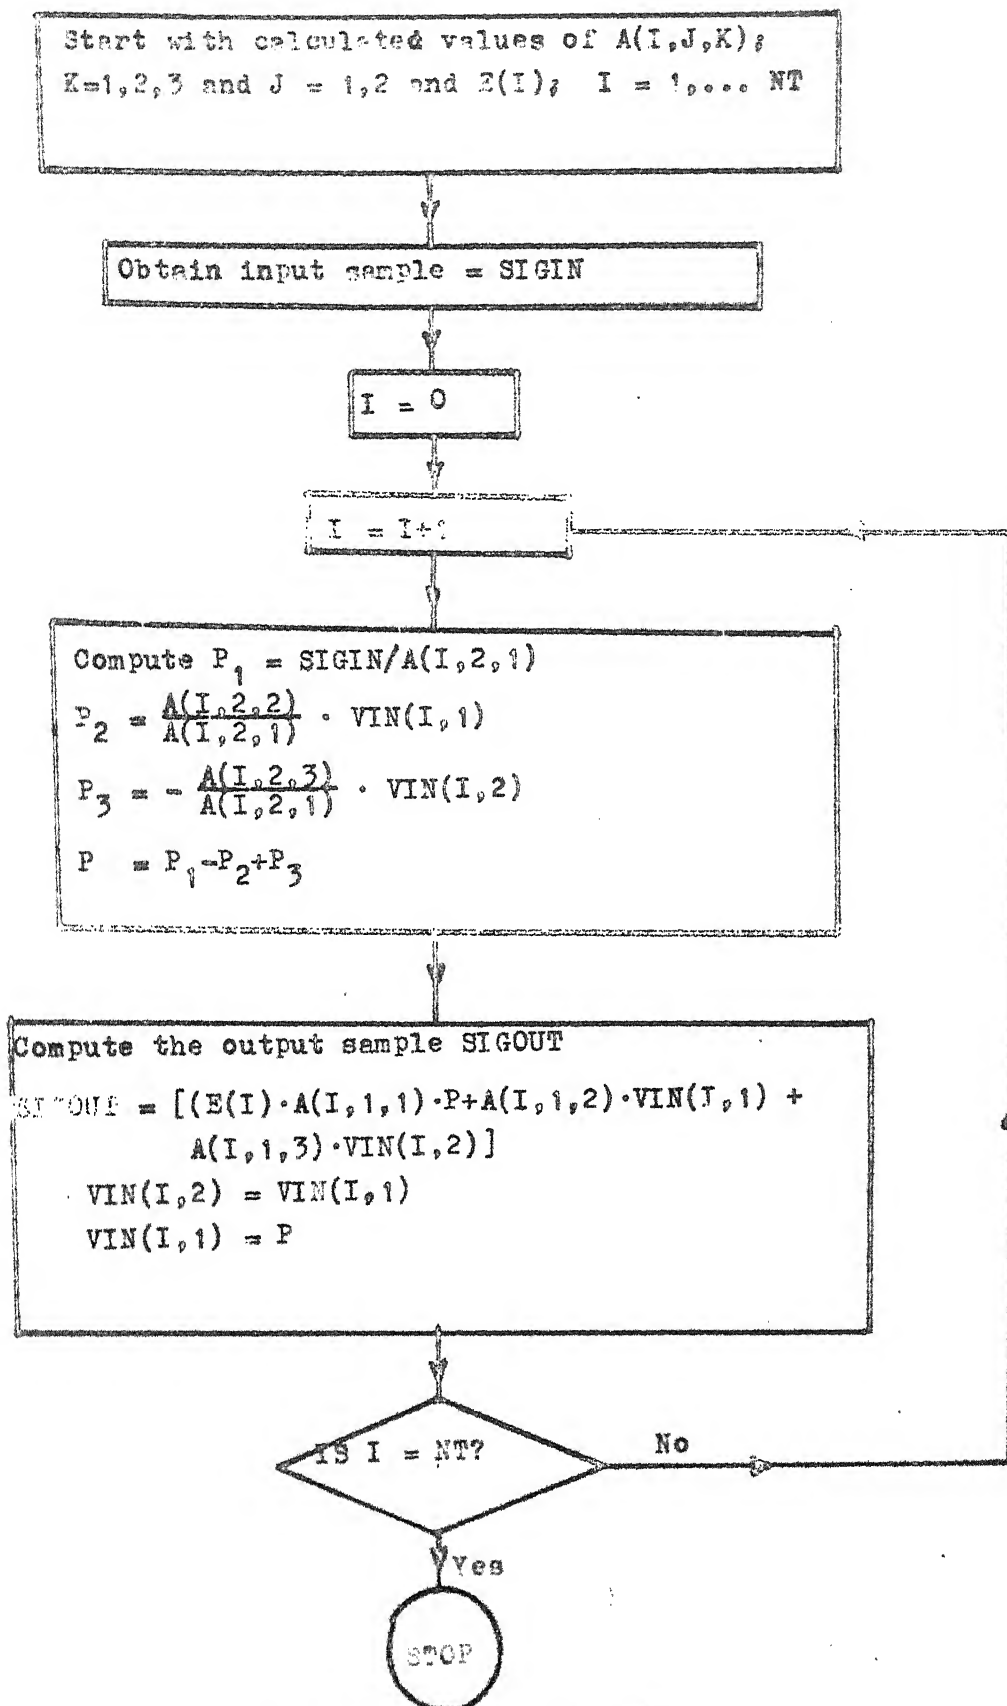 Start with calculated values of A(I,J,K);
K=1,2,3 and J = 1,2 and E(I); I = 1,... NT
Obtain input sample = SIGIN
I = 0
I = I+1
Compute P₁ = SIGIN/A(I,2,1)
P₂ = A(I,2,2)/A(I,2,1) · VIN(I,1)
P₃ = - A(I,2,3)/A(I,2,1) · VIN(I,2)
P = P₁-P₂+P₃
Compute the output sample SIGOUT
SIGOUT = [(E(I)·A(I,1,1)·P+A(I,1,2)·VIN(I,1) +
A(I,1,3)·VIN(I,2)]
VIN(I,2) = VIN(I,1)
VIN(I,1) = P
IS I = NT?
No
Yes
STOP